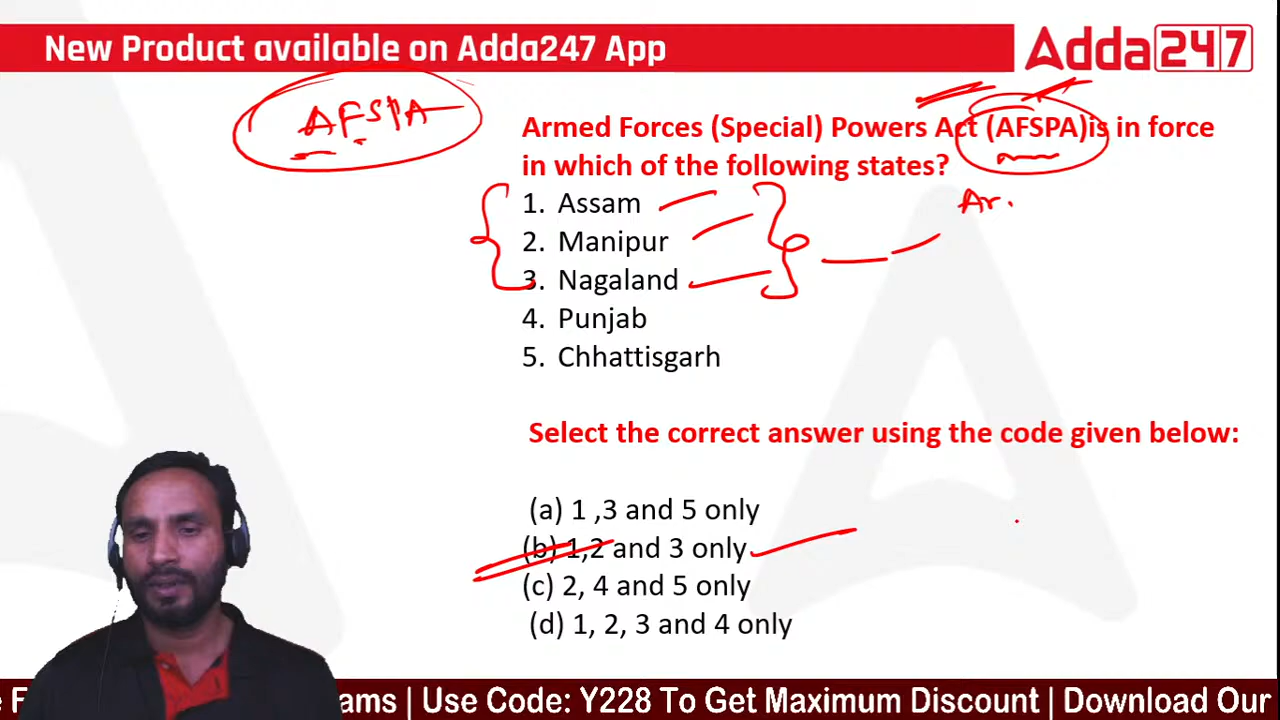 New Product available on Adda247 App
Adda247
AFSPA
Armed Forces (Special) Powers Act (AFSPA)is in force
in which of the following states?
Ar.
1. Assam
2. Manipur
3. Nagaland
4. Punjab
5. Chhattisgarh
Select the correct answer using the code given below:
(a) 1 ,3 and 5 only
(b) 1,2 and 3 only
(c) 2, 4 and 5 only
(d) 1, 2, 3 and 4 only
ams | Use Code: Y228 To Get Maximum Discount | Download Our